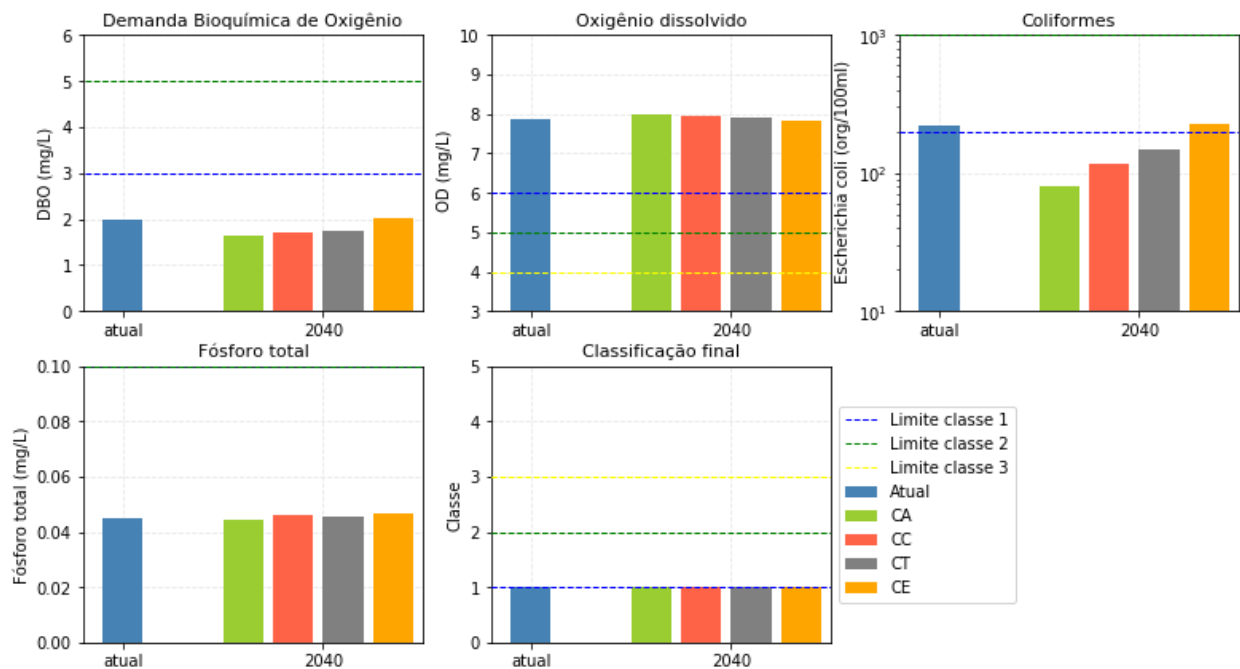 Demanda Bioquímica de Oxigênio
DBO (mg/L)
6
5
4
3
2
1
0
atual
2040
Oxigênio dissolvido
OD (mg/L)
10
9
8
7
6
5
4
3
atual
2040
Coliformes
Escherichia coli (org/100ml)
10³
10²
10¹
atual
2040
Fósforo total
Fósforo total (mg/L)
0.10
0.08
0.06
0.04
0.02
0.00
atual
2040
Classificação final
Classe
5
4
3
2
1
0
atual
2040
Limite classe 1
Limite classe 2
Limite classe 3
Atual
CA
CC
CT
CE